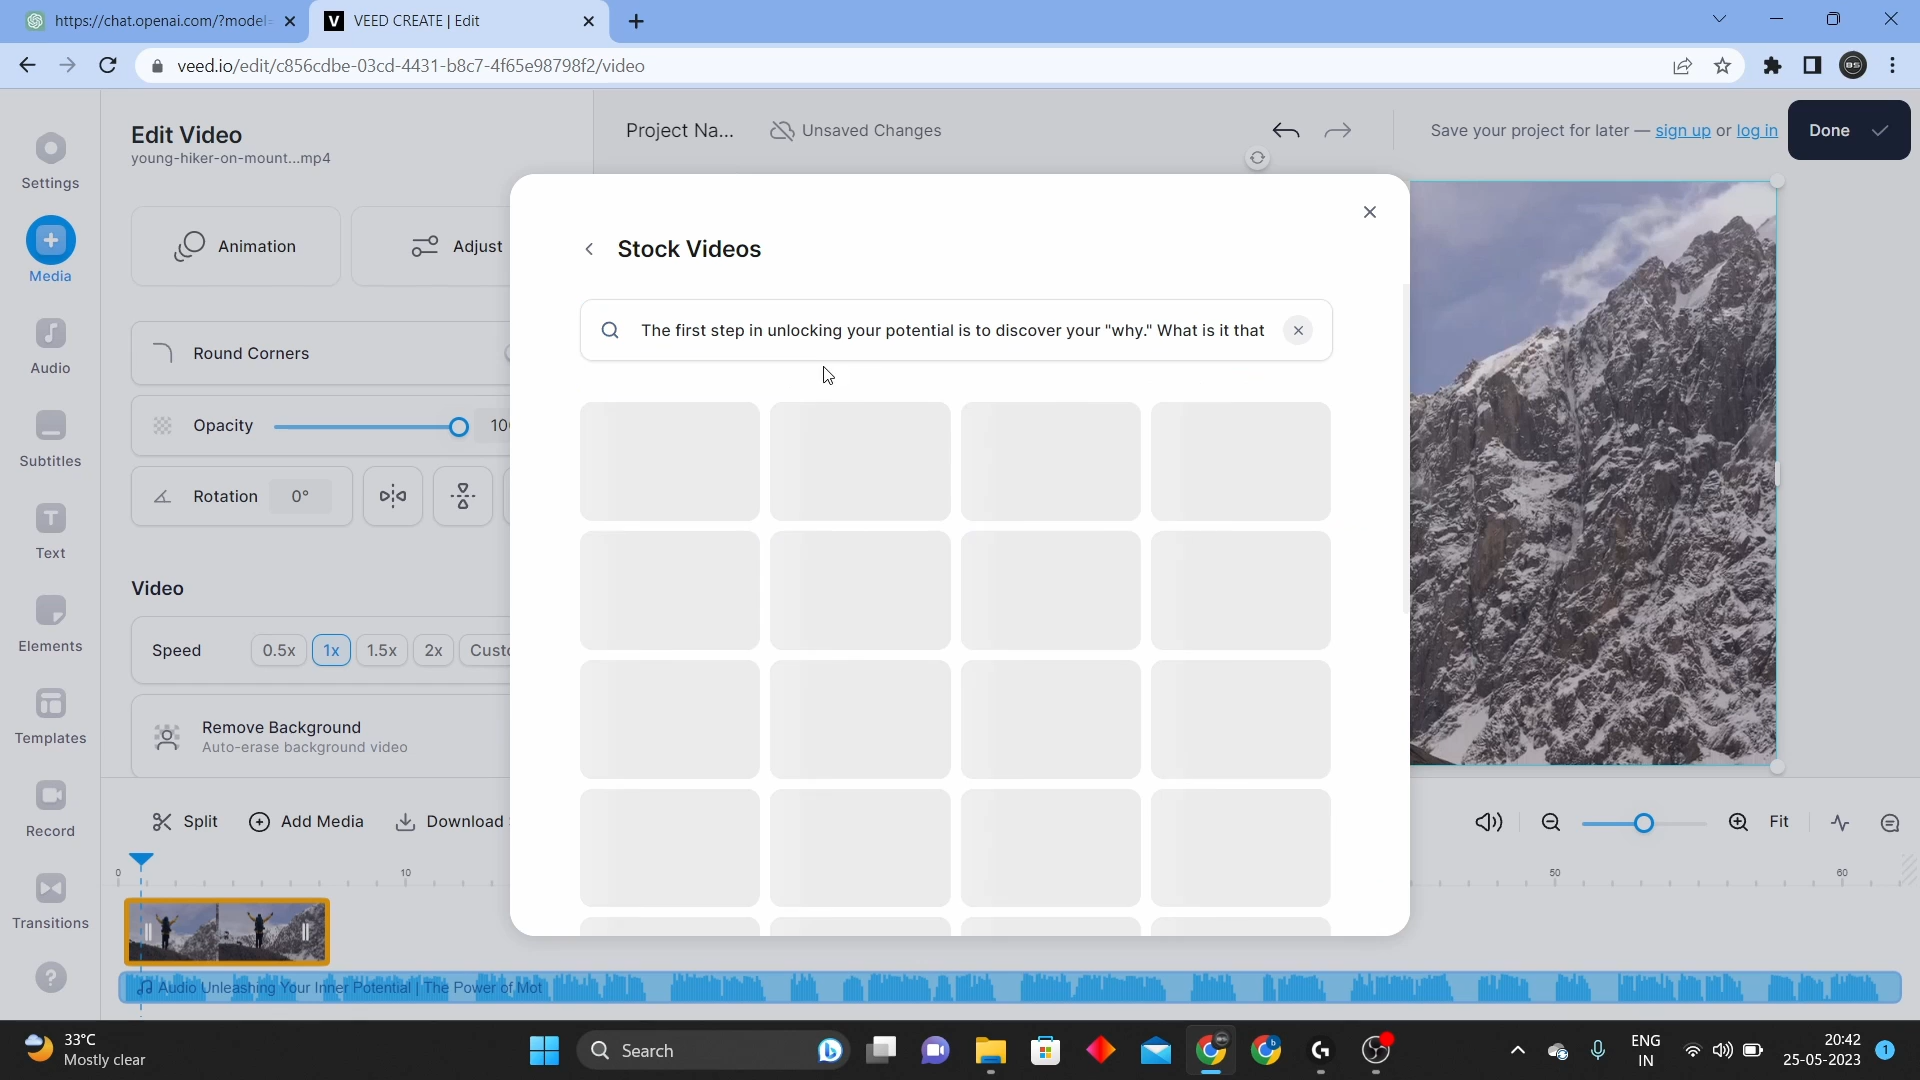 https://chat.openai.com/?model=
VEED CREATE | Edit
veed.io/edit/c856cdbe-03cd-4431-b8c7-4f65e98798f2/video
Edit Video
young-hiker-on-mount...mp4
Project Na...
Unsaved Changes
Save your project for later — sign up or log in
Done
Settings
Media
Audio
Subtitles
Text
Elements
Templates
Record
Transitions
Animation
Adjust
Round Corners
Opacity
Rotation
0°
Video
Speed
0.5x
1x
1.5x
2x
Remove Background
Auto-erase background video
Stock Videos
The first step in unlocking your potential is to discover your "why." What is it that
Split
Add Media
Download
Fit
0
10
50
60
Audio Unleashing Your Inner Potential | The Power of Mot
33°C
Mostly clear
Search
ENG
IN
20:42
25-05-2023
1